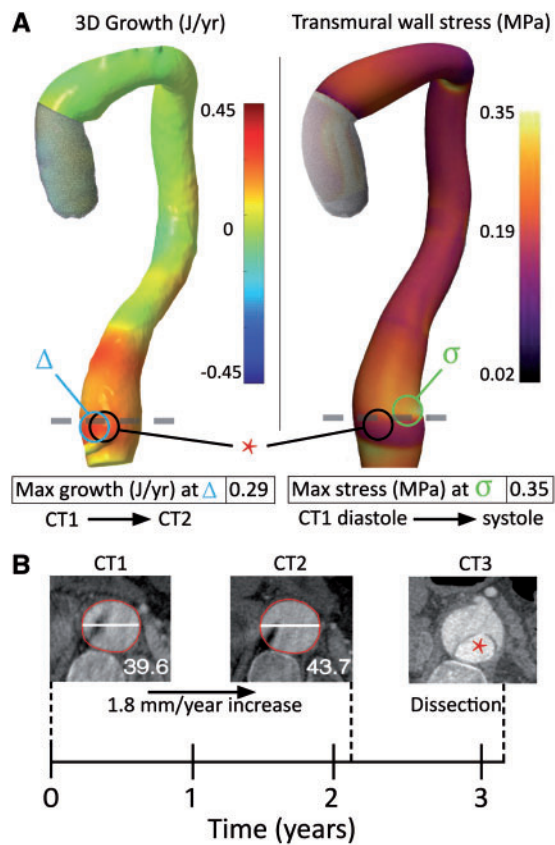 A
3D Growth (J/yr)
Transmural wall stress (MPa)
0.45
0
-0.45
0.35
0.19
0.02
Δ
σ
*
Max growth (J/yr) at Δ 0.29
Max stress (MPa) at σ 0.35
CT1 → CT2
CT1 diastole → systole
B
CT1
CT2
CT3
39.6
43.7
*
1.8 mm/year increase
Dissection
0
1
2
3
Time (years)